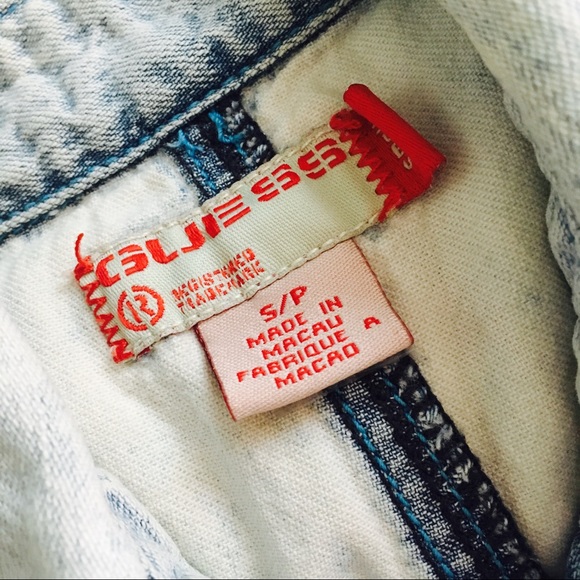 GUESS
® REGISTERED
TRADEMARK
S/P
MADE IN
MACAU
FABRIQUE A
MACAO